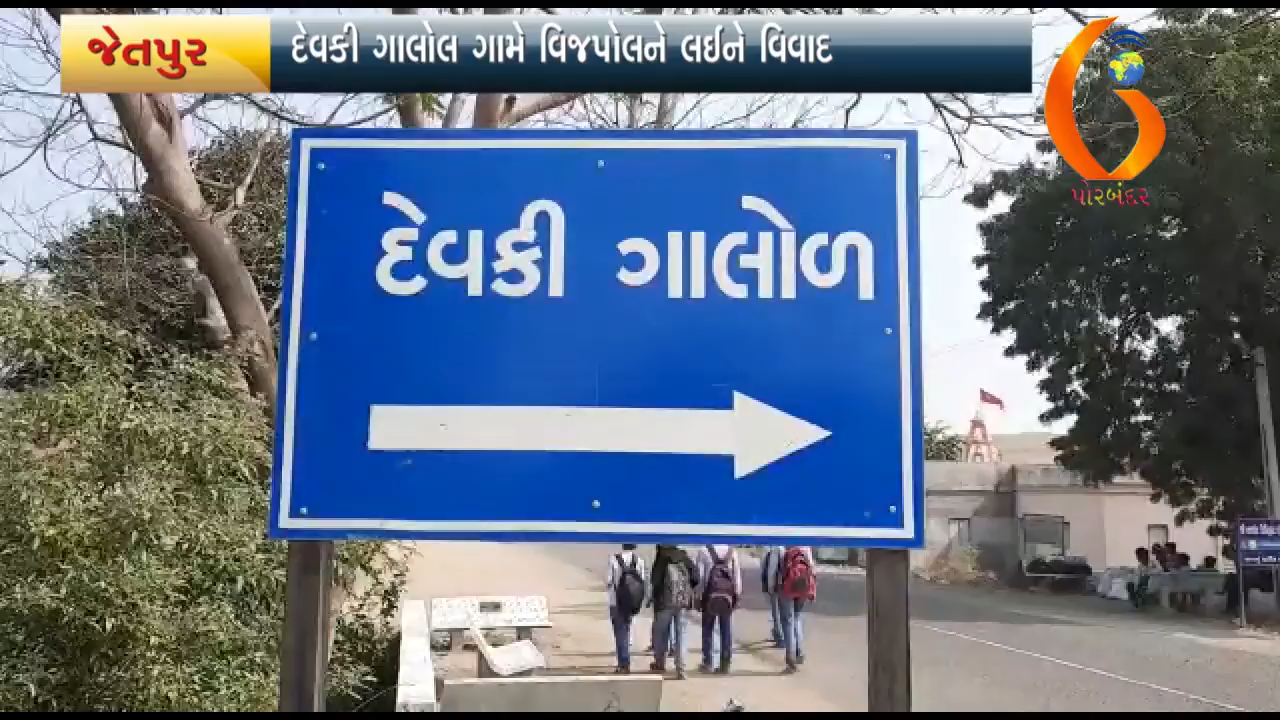 જેતપુર
દેવકી ગાલોલ ગામે વિજપોલને લઈને વિવાદ
પોરબંદર
દેવકી ગાલોળ